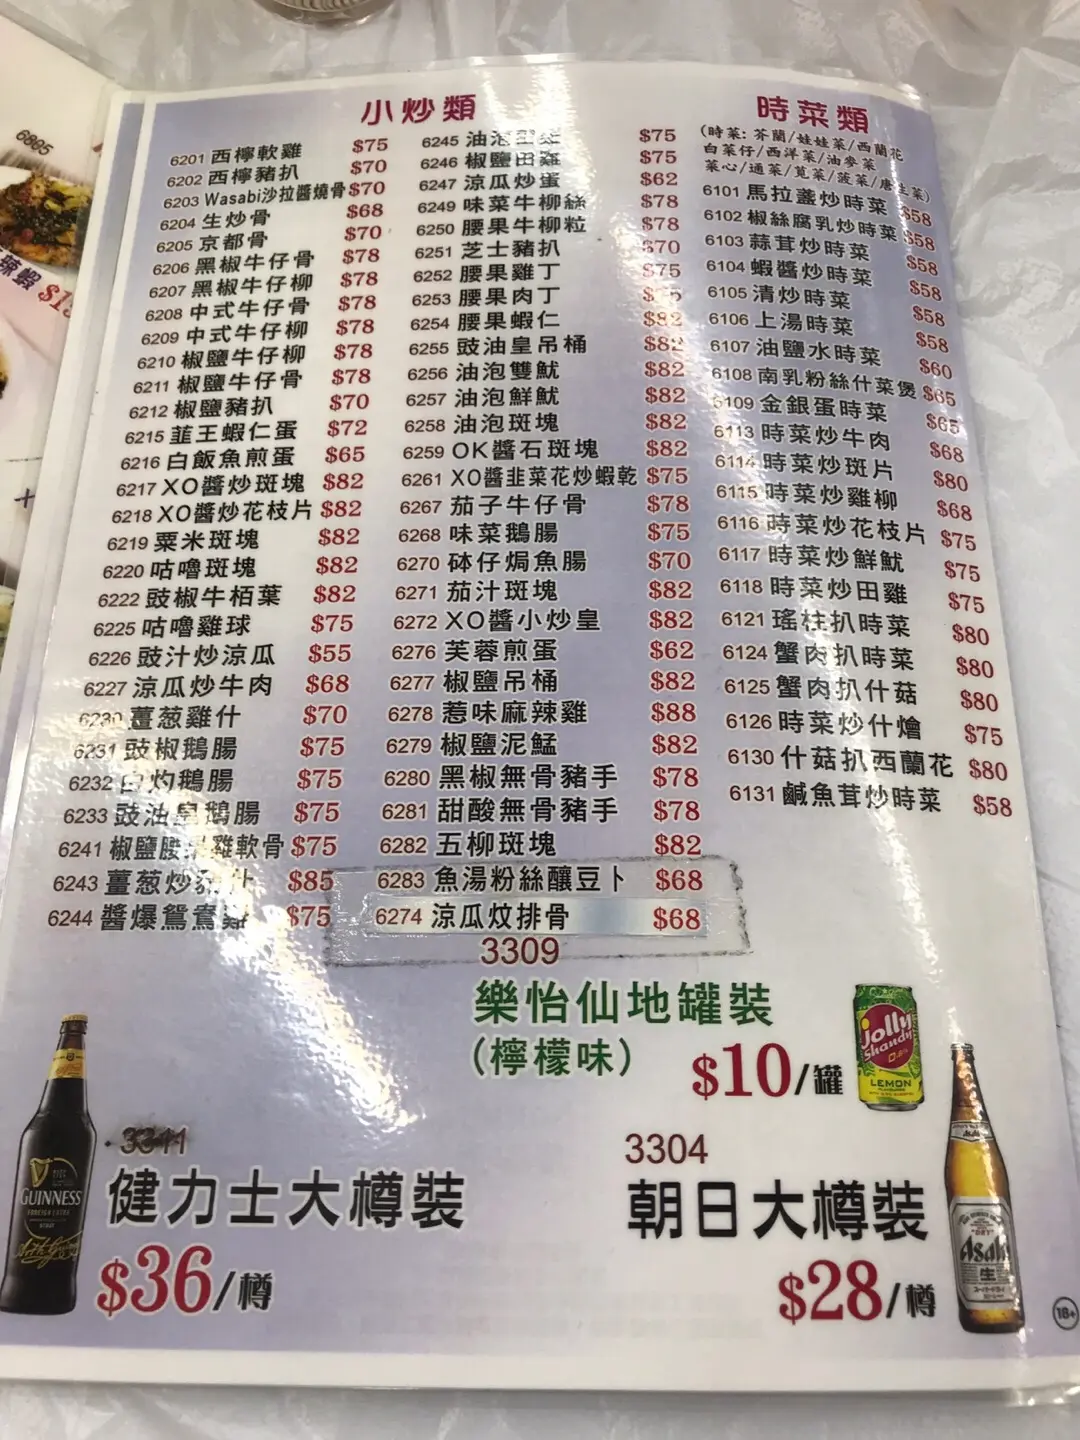 6805
小炒類
6201 西檸軟雞 $75
6202 西檸豬扒 $70
6203 Wasabi沙拉醬燒骨 $70
6204 生炒骨 $68
6205 京都骨 $70
6206 黑椒牛仔骨 $78
6207 黑椒牛仔柳 $78
6208 中式牛仔骨 $78
6209 中式牛仔柳 $78
6210 椒鹽牛仔柳 $78
6211 椒鹽牛仔骨 $78
6212 椒鹽豬扒 $70
6215 韮王蝦仁蛋 $72
6216 白飯魚煎蛋 $65
6217 XO醬炒斑塊 $82
6218 XO醬炒花枝片 $82
6219 粟米斑塊 $82
6220 咕嚕斑塊 $82
6222 豉椒牛栢葉 $82
6225 咕嚕雞球 $75
6226 豉汁炒涼瓜 $55
6227 涼瓜炒牛肉 $68
6230 薑葱雞什 $70
6231 豉椒鵝腸 $75
6232 白灼鵝腸 $75
6233 豉油皇鵝腸 $75
6241 椒鹽腰果雞軟骨 $75
6243 薑葱炒豬什 $85
6244 醬爆鴛鴦雞 $75
6245 油泡田雞 $75
6246 椒鹽田雞 $75
6247 涼瓜炒蛋 $62
6249 味菜牛柳絲 $78
6250 腰果牛柳粒 $78
6251 芝士豬扒 $70
6252 腰果雞丁 $75
6253 腰果肉丁
6254 腰果蝦仁 $82
6255 豉油皇吊桶 $82
6256 油泡雙魷 $82
6257 油泡鮮魷 $82
6258 油泡斑塊 $82
6259 OK醬石斑塊 $82
6261 XO醬韭菜花炒蝦乾 $75
6267 茄子牛仔骨 $78
6268 味菜鵝腸 $75
6270 砵仔焗魚腸 $70
6271 茄汁斑塊 $82
6272 XO醬小炒皇 $82
6276 芙蓉煎蛋 $62
6277 椒鹽吊桶 $82
6278 惹味麻辣雞 $88
6279 椒鹽泥鯭 $82
6280 黑椒無骨豬手 $78
6281 甜酸無骨豬手 $78
6282 五柳斑塊 $82
6283 魚湯粉絲釀豆卜 $68
6274 涼瓜炆排骨 $68
時菜類
(時菜: 芥蘭/娃娃菜/西蘭花
白菜仔/西洋菜/油麥菜
菜心/通菜/莧菜/菠菜/唐生菜)
6101 馬拉盞炒時菜 $58
6102 椒絲腐乳炒時菜 $58
6103 蒜茸炒時菜 $58
6104 蝦醬炒時菜 $58
6105 清炒時菜 $58
6106 上湯時菜 $58
6107 油鹽水時菜 $60
6108 南乳粉絲什菜煲 $65
6109 金銀蛋時菜 $65
6113 時菜炒牛肉 $68
6114 時菜炒斑片 $80
6115 時菜炒雞柳 $68
6116 時菜炒花枝片 $75
6117 時菜炒鮮魷 $75
6118 時菜炒田雞 $75
6121 瑤柱扒時菜 $80
6124 蟹肉扒時菜 $80
6125 蟹肉扒什菇 $80
6126 時菜炒什燴 $75
6130 什菇扒西蘭花 $80
6131 鹹魚茸炒時菜 $58
3309
樂怡仙地罐裝
(檸檬味)
$10/罐
Jolly
Shandy
LEMON
3311
健力士大樽裝
$36/樽
GUINNESS
3304
朝日大樽裝
$28/樽
Asahi
生
18+